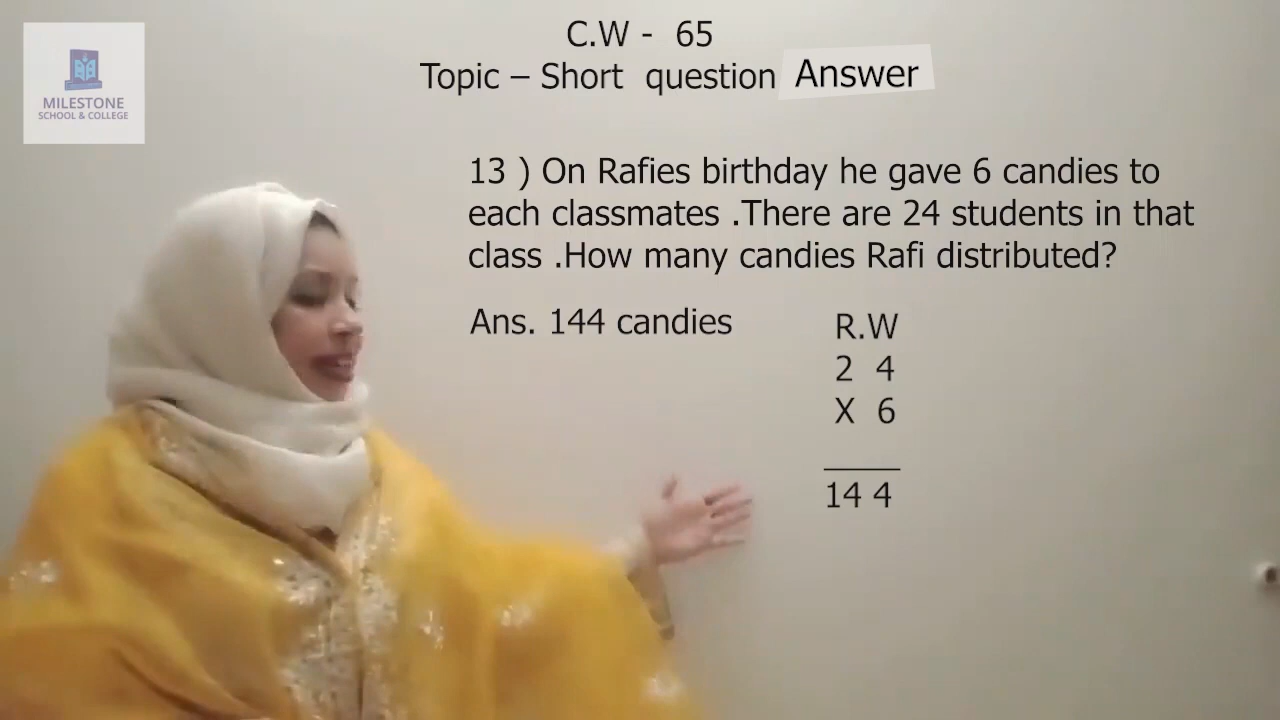 MILESTONE
SCHOOL & COLLEGE
C.W - 65
Topic – Short question Answer
13 ) On Rafies birthday he gave 6 candies to
each classmates .There are 24 students in that
class .How many candies Rafi distributed?
Ans. 144 candies
R.W
2 4
X 6
14 4